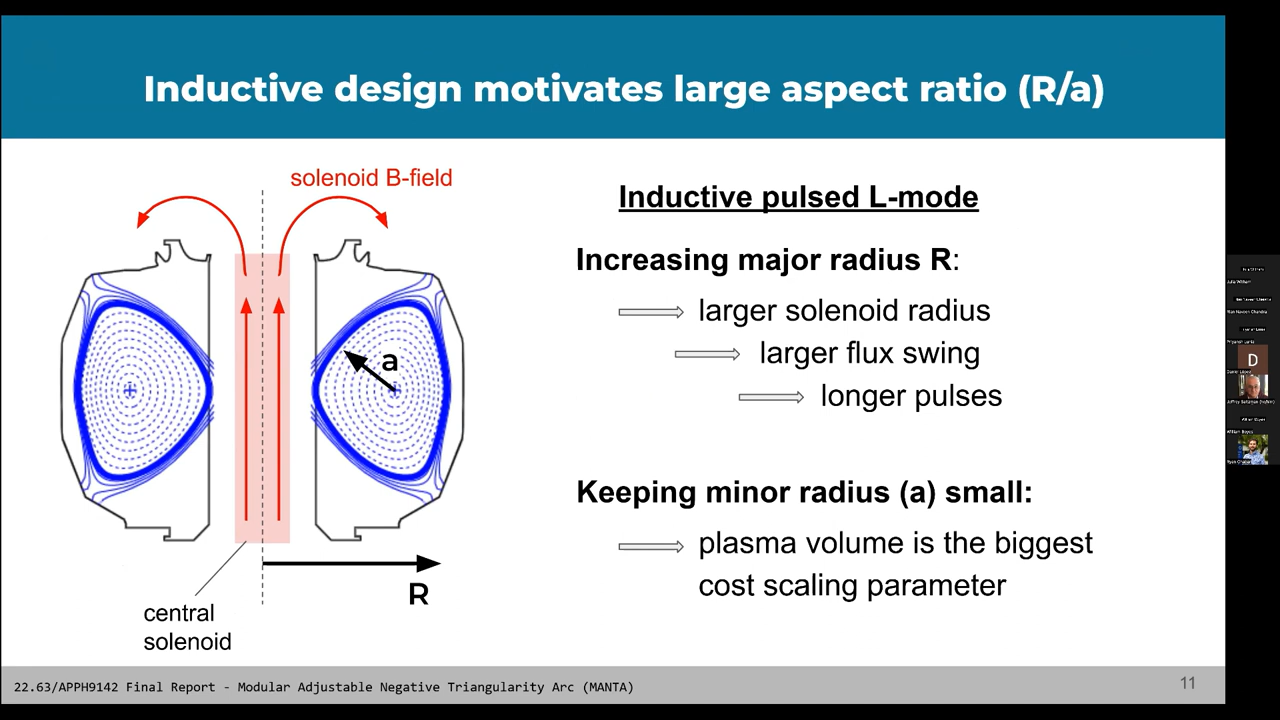 Inductive design motivates large aspect ratio (R/a)
solenoid B-field
a
R
central
solenoid
Inductive pulsed L-mode
Increasing major radius R:
larger solenoid radius
larger flux swing
longer pulses
Keeping minor radius (a) small:
plasma volume is the biggest
cost scaling parameter
22.63/APPH9142 Final Report - Modular Adjustable Negative Triangularity Arc (MANTA)
11
D